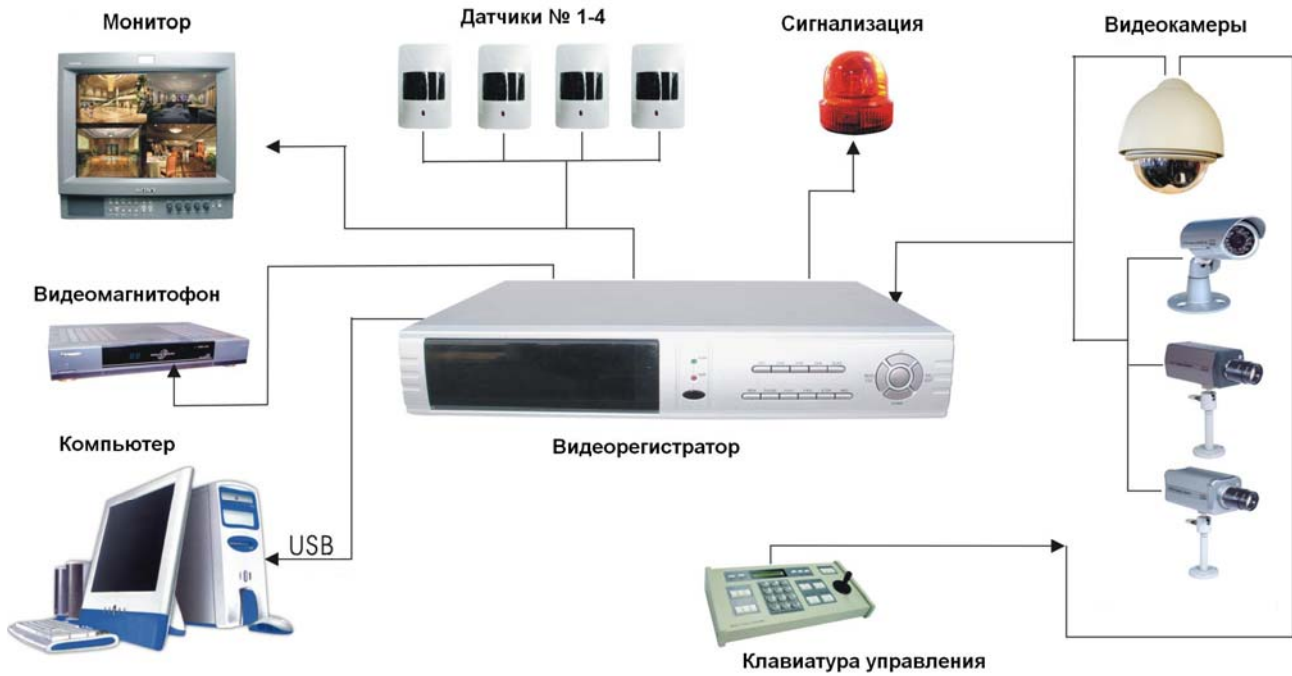 Монитор
Датчики № 1-4
Сигнализация
Видеокамеры
Видеомагнитофон
Компьютер
Видеорегистратор
USB
Клавиатура управления